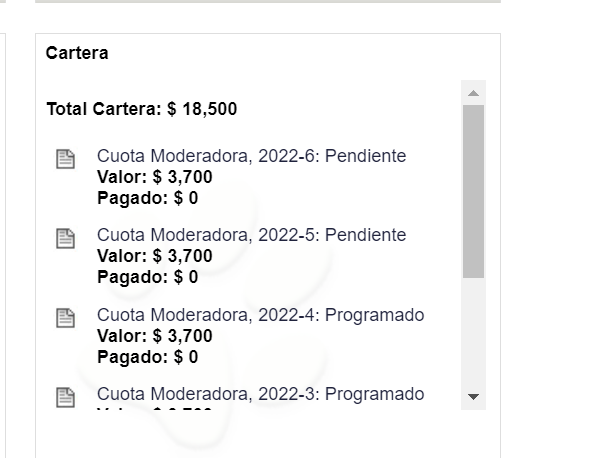 Cartera
Total Cartera: $ 18,500
Cuota Moderadora, 2022-6: Pendiente
Valor: $ 3,700
Pagado: $ 0
Cuota Moderadora, 2022-5: Pendiente
Valor: $ 3,700
Pagado: $ 0
Cuota Moderadora, 2022-4: Programado
Valor: $ 3,700
Pagado: $ 0
Cuota Moderadora, 2022-3: Programado